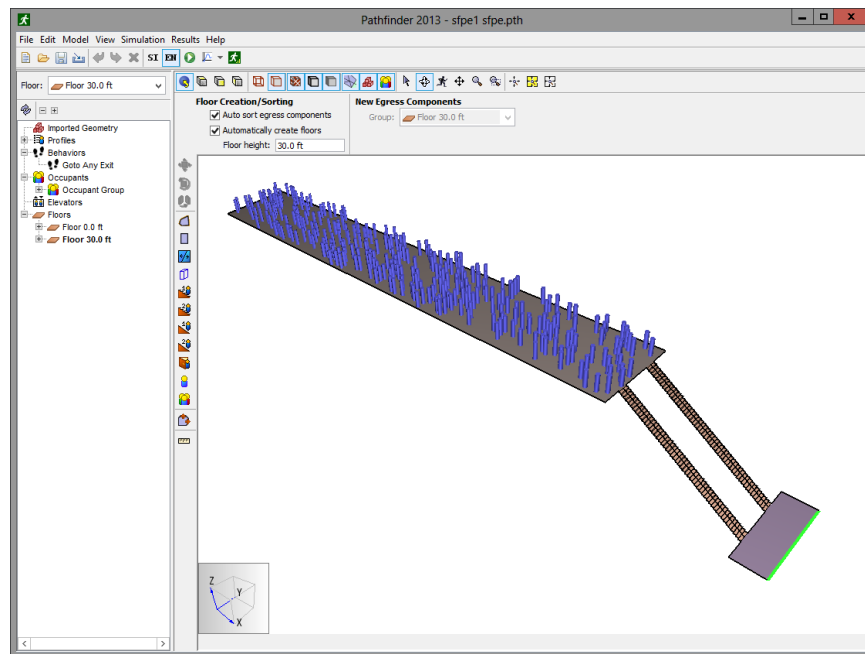 Pathfinder 2013 - sfpe1 sfpe.pth
File Edit Model View Simulation Results Help
SI EN
Floor: Floor 30.0 ft
Floor Creation/Sorting
Auto sort egress components
Automatically create floors
Floor height: 30.0 ft
New Egress Components
Group: Floor 30.0 ft
Imported Geometry
Profiles
Behaviors
Goto Any Exit
Occupants
Occupant Group
Elevators
Floors
Floor 0.0 ft
Floor 30.0 ft
Z
Y
X